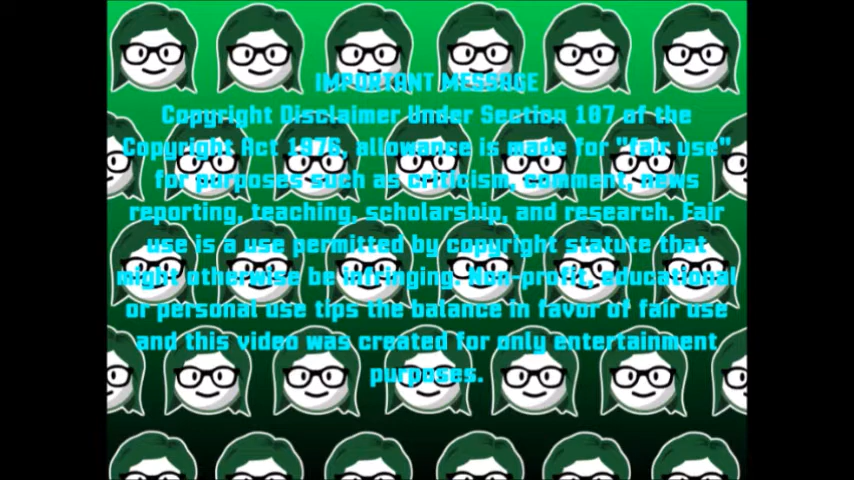 IMPORTANT MESSAGE
Copyright Disclaimer Under Section 107 of the
Copyright Act 1976, allowance is made for "fair use"
for purposes such as criticism, comment, news
reporting, teaching, scholarship, and research. Fair
use is a use permitted by copyright statute that
might otherwise be infringing. Non-profit, educational
or personal use tips the balance in favor of fair use
and this video was created for only entertainment
purposes.